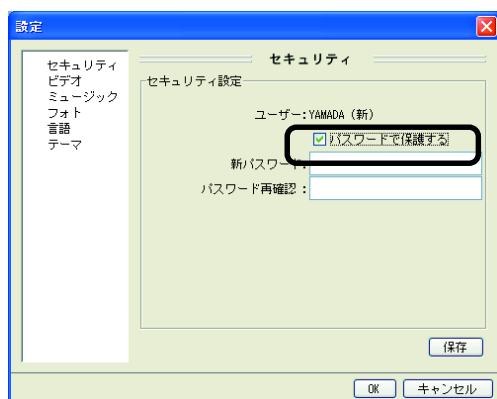 設定
セキュリティ
ビデオ
ミュージック
フォト
言語
テーマ
セキュリティ
セキュリティ設定
ユーザー:YAMADA（新）
パスワードで保護する
新パスワード:
パスワード再確認 :
保存
OK
キャンセル